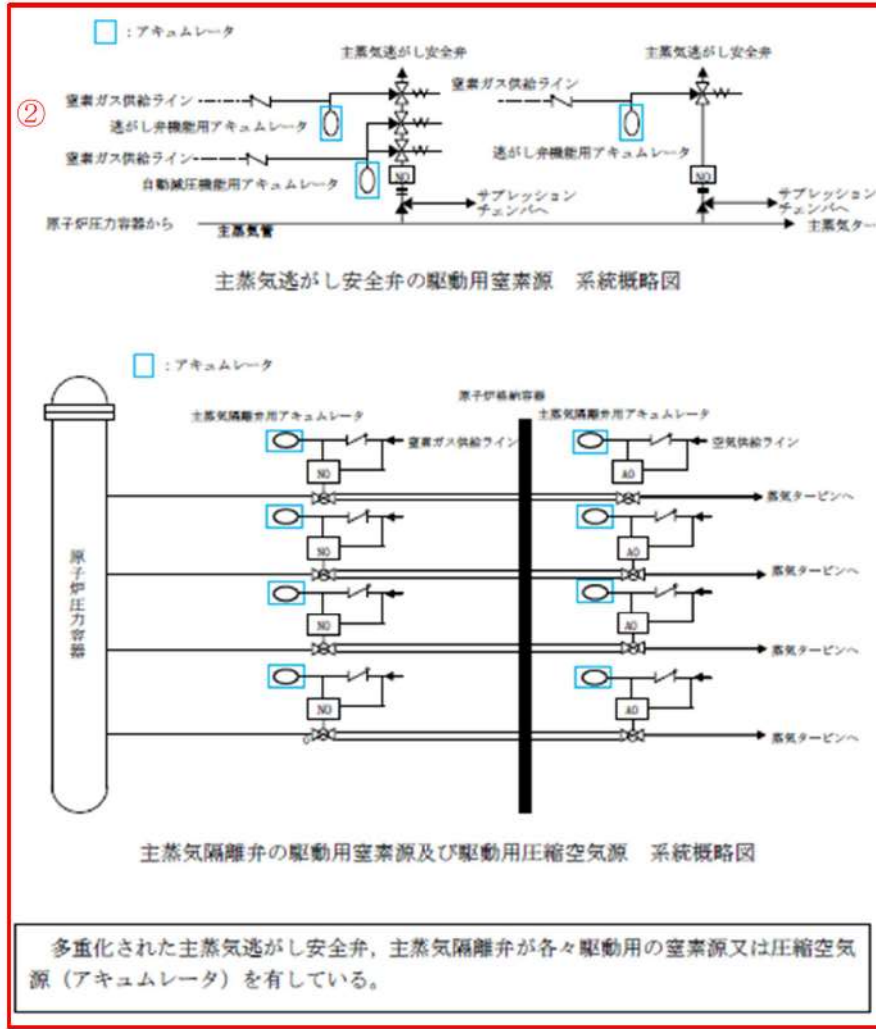 ：アキュムレータ
主蒸気逃がし安全弁
主蒸気逃がし安全弁
②
窒素ガス供給ライン
窒素ガス供給ライン
逃がし弁機能用アキュムレータ
逃がし弁機能用アキュムレータ
窒素ガス供給ライン
自動減圧機能用アキュムレータ
NO
NO
サプレッション
チェンバへ
サプレッション
チェンバへ
原子炉圧力容器から
主蒸気管
主蒸気ター
主蒸気逃がし安全弁の駆動用窒素源 系統概略図
：アキュムレータ
原子炉格納容器
主蒸気隔離弁用アキュムレータ
主蒸気隔離弁用アキュムレータ
窒素ガス供給ライン
空気供給ライン
NO
AO
蒸気タービンへ
NO
AO
蒸気タービンへ
原子炉圧力容器
NO
AO
蒸気タービンへ
NO
AO
蒸気タービンへ
主蒸気隔離弁の駆動用窒素源及び駆動用圧縮空気源 系統概略図
多重化された主蒸気逃がし安全弁，主蒸気隔離弁が各々駆動用の窒素源又は圧縮空気
源（アキュムレータ）を有している。